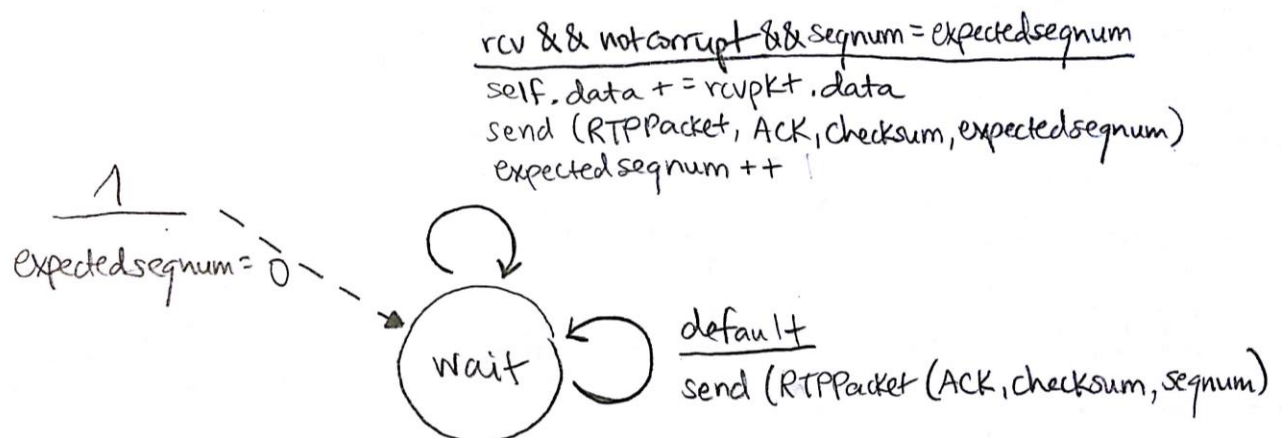 rcv && notcorrupt && seqnum = expectedseqnum
self.data += rcvpkt.data
send (RTPPacket, ACK, checksum, expectedseqnum)
expectedseqnum ++
Λ
expectedseqnum = 0
wait
default
send (RTPPacket (ACK, checksum, seqnum)